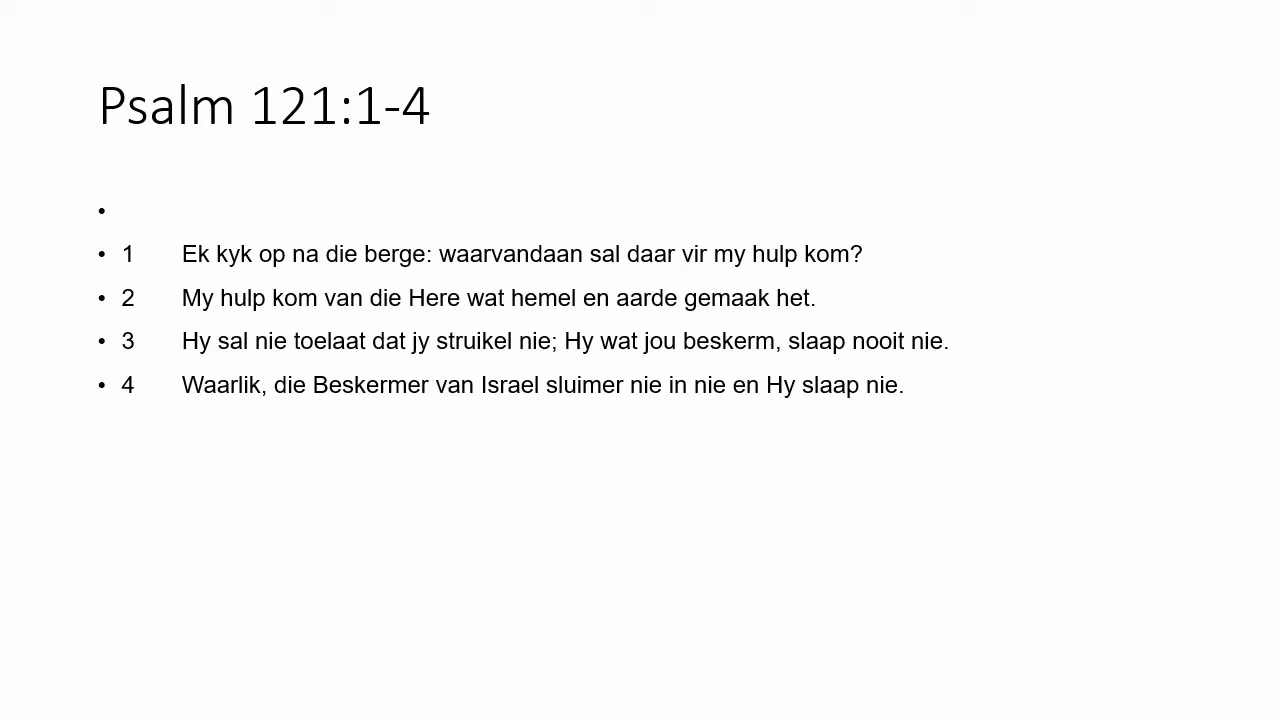 Psalm 121:1-4
•
• 1 Ek kyk op na die berge: waarvandaan sal daar vir my hulp kom?
• 2 My hulp kom van die Here wat hemel en aarde gemaak het.
• 3 Hy sal nie toelaat dat jy struikel nie; Hy wat jou beskerm, slaap nooit nie.
• 4 Waarlik, die Beskermer van Israel sluimer nie in nie en Hy slaap nie.